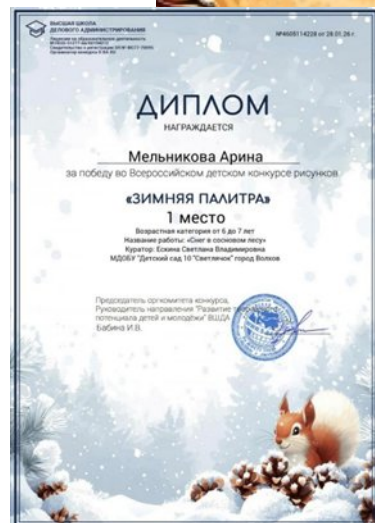 ВЫСШАЯ ШКОЛА
ДЕЛОВОГО АДМИНИСТРИРОВАНИЯ
ДИПЛОМ
НАГРАЖДАЕТСЯ
Мельникова Арина
за победу во Всероссийском детском конкурсе рисунков
«ЗИМНЯЯ ПАЛИТРА»
1 место
Возрастная категория от 6 до 7 лет
Название работы: «Снег в сосновом лесу»
Куратор: Ескина Светлана Владимировна
МДОБУ "Детский сад 10 "Светлячок" город Волхов
Председатель оргкомитета конкурса,
Руководитель направления "Развитие
потенциала детей и молодёжи" ВШДА
Бабина И.В.